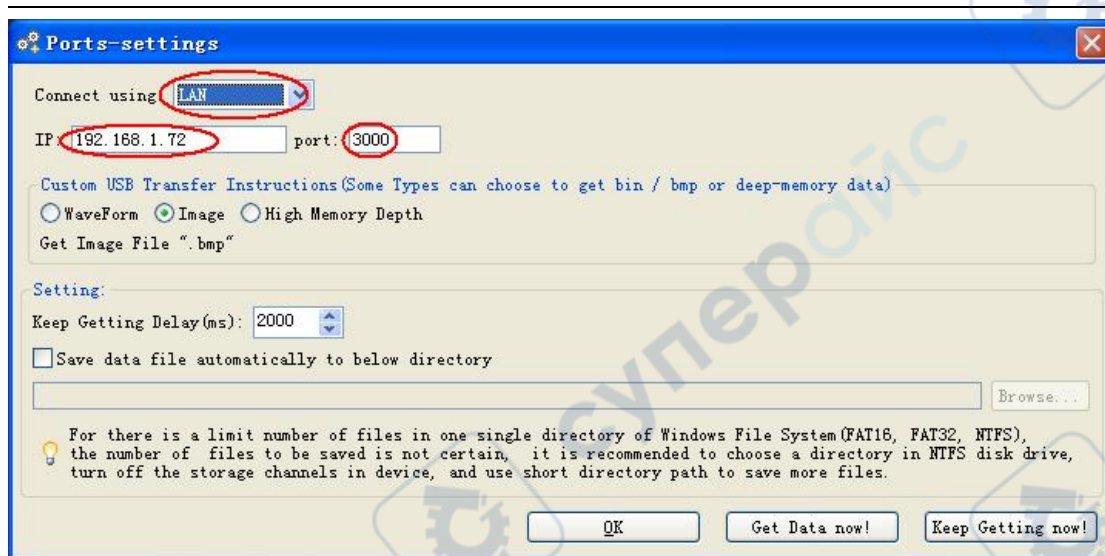 Ports-settings
Connect using LAN
IP: 192.168.1.72 port: 3000
Custom USB Transfer Instructions(Some Types can choose to get bin / bmp or deep-memory data)
WaveForm Image High Memory Depth
Get Image File ".bmp"
Setting:
Keep Getting Delay(ms): 2000
Save data file automatically to below directory
Browse...
For there is a limit number of files in one single directory of Windows File System(FAT16, FAT32, NTFS),
the number of files to be saved is not certain, it is recommended to choose a directory in NTFS disk drive,
turn off the storage channels in device, and use short directory path to save more files.
OK Get Data now! Keep Getting now!
суперайс